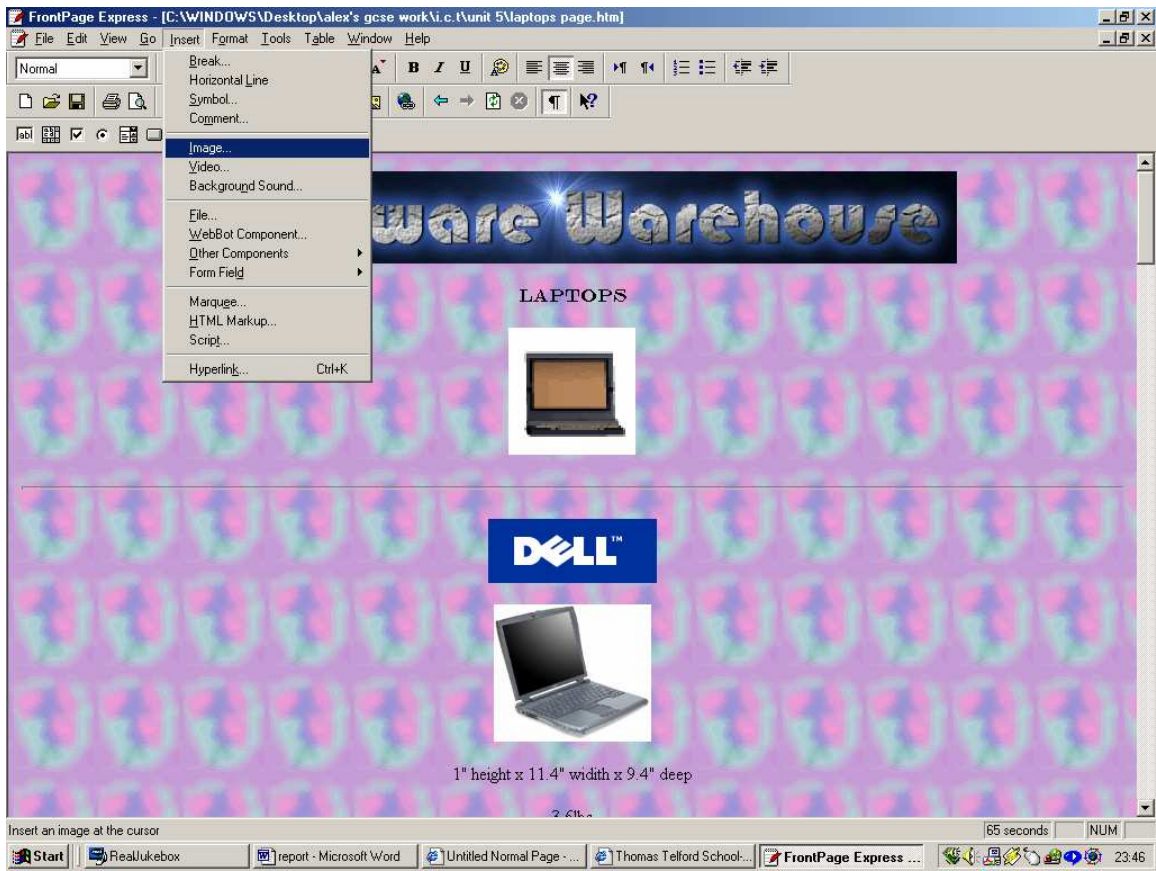 FrontPage Express - [C:\WINDOWS\Desktop\alex's gcse work\i.c.t\unit 5\laptops page.htm]
File Edit View Go Insert Format Tools Table Window Help
Normal
B I U
Break...
Horizontal Line
Symbol...
Comment...
Image...
Video...
Background Sound...
File...
WebBot Component...
Other Components
Form Field
Marquee...
HTML Markup...
Script...
Hyperlink... Ctrl+K
ware Warehouse
LAPTOPS
DELL™
1" height x 11.4" widith x 9.4" deep
3.6lbs
Insert an image at the cursor 65 seconds NUM
Start RealJukebox report - Microsoft Word Untitled Normal Page - ... Thomas Telford School-... FrontPage Express ... 23:46